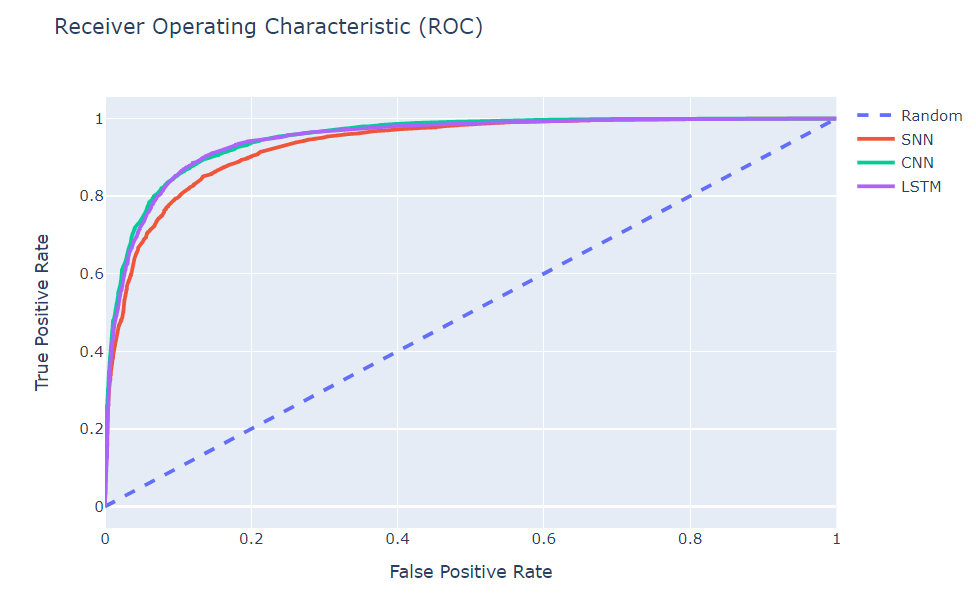 Receiver Operating Characteristic (ROC)
Random
SNN
CNN
LSTM
True Positive Rate
1
0.8
0.6
0.4
0.2
0
0 0.2 0.4 0.6 0.8 1
False Positive Rate